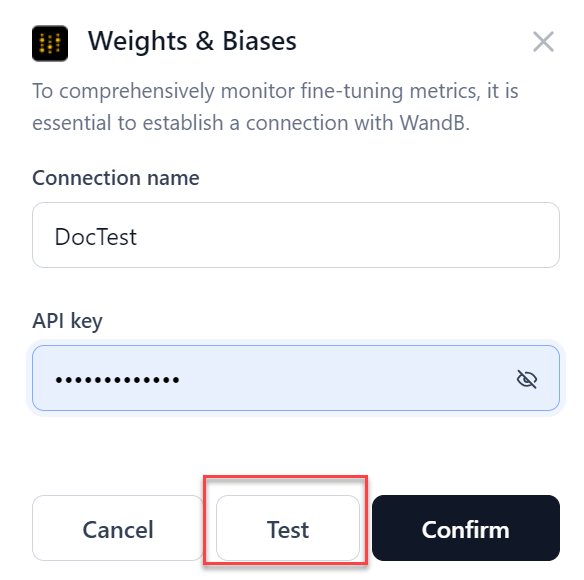 Weights & Biases
To comprehensively monitor fine-tuning metrics, it is
essential to establish a connection with WandB.
Connection name
DocTest
API key
•••••••••••••
Cancel Test Confirm